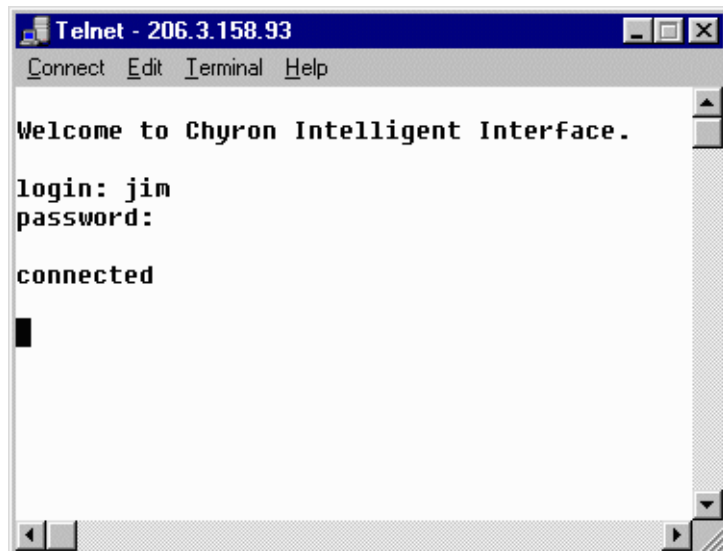 Telnet - 206.3.158.93
Connect Edit Terminal Help
Welcome to Chyron Intelligent Interface.
login: jim
password:
connected